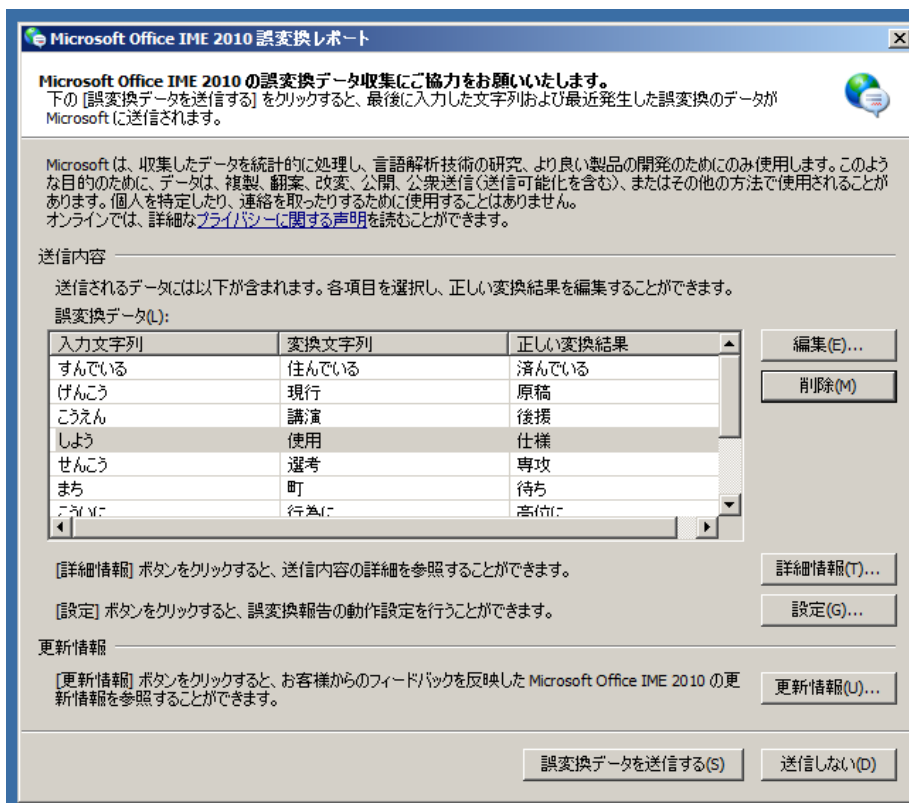 Microsoft Office IME 2010 誤変換レポート
Microsoft Office IME 2010 の誤変換データ収集にご協力をお願いいたします。
下の [誤変換データを送信する] をクリックすると、最後に入力した文字列および最近発生した誤変換のデータが
Microsoft に送信されます。
Microsoft は、収集したデータを統計的に処理し、言語解析技術の研究、より良い製品の開発のためにのみ使用します。このよう
な目的のために、データは、複製、翻案、改変、公開、公衆送信(送信可能化を含む)、またはその他の方法で使用されることが
あります。個人を特定したり、連絡を取ったりするために使用することはありません。
オンラインでは、詳細なプライバシーに関する声明を読むことができます。
送信内容
送信されるデータには以下が含まれます。各項目を選択し、正しい変換結果を編集することができます。
誤変換データ(L):
入力文字列 変換文字列 正しい変換結果
編集(E)...
すんでいる 住んでいる 済んでいる
げんこう 現行 原稿
削除(M)
こうえん 講演 後援
しよう 使用 仕様
せんこう 選考 専攻
まち 町 待ち
こういに 行為に 高位に
[詳細情報] ボタンをクリックすると、送信内容の詳細を参照することができます。
詳細情報(T)...
[設定] ボタンをクリックすると、誤変換報告の動作設定を行うことができます。
設定(G)...
更新情報
[更新情報] ボタンをクリックすると、お客様からのフィードバックを反映した Microsoft Office IME 2010 の更
新情報を参照することができます。
更新情報(U)...
誤変換データを送信する(S)
送信しない(D)